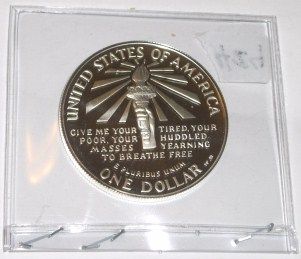 UNITED STATES OF AMERICA
GIVE ME YOUR TIRED, YOUR
POOR, YOUR HUDDLED
MASSES YEARNING
TO BREATHE FREE
E PLURIBUS UNUM
ONE DOLLAR